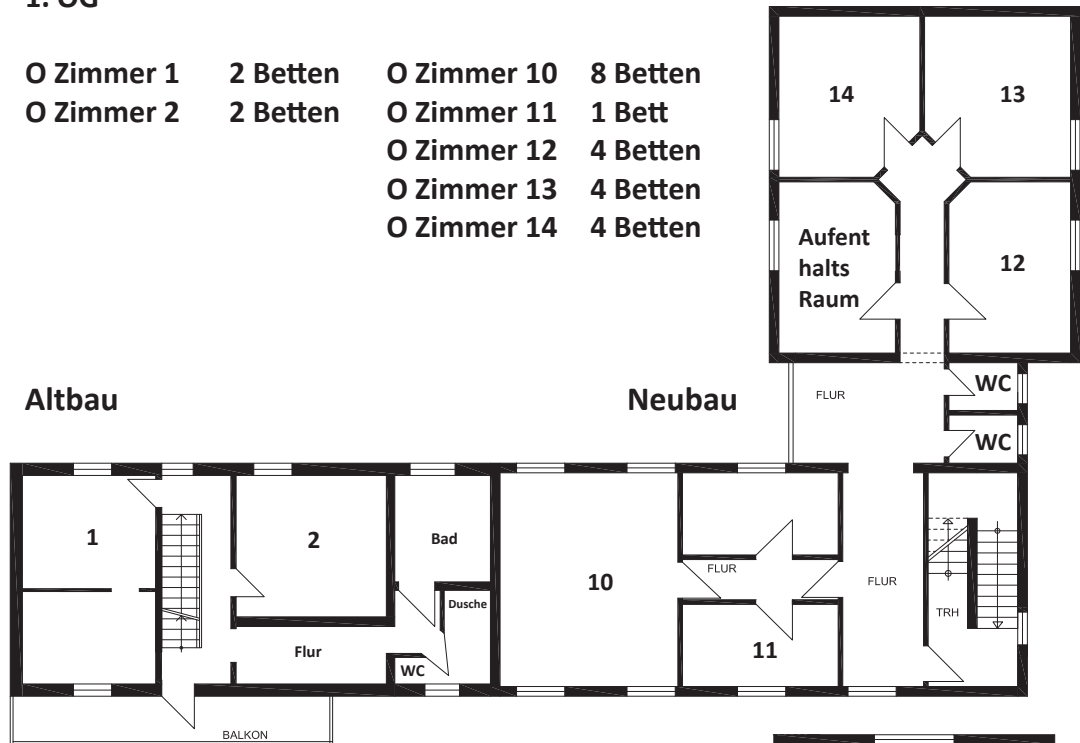 1. OG
O Zimmer 1 2 Betten O Zimmer 10 8 Betten
O Zimmer 2 2 Betten O Zimmer 11 1 Bett
O Zimmer 12 4 Betten
O Zimmer 13 4 Betten
O Zimmer 14 4 Betten
14
13
Aufent
halts
Raum
12
Altbau
Neubau
FLUR
WC
WC
1
2
Bad
Dusche
Flur
WC
10
FLUR
11
FLUR
TRH
BALKON